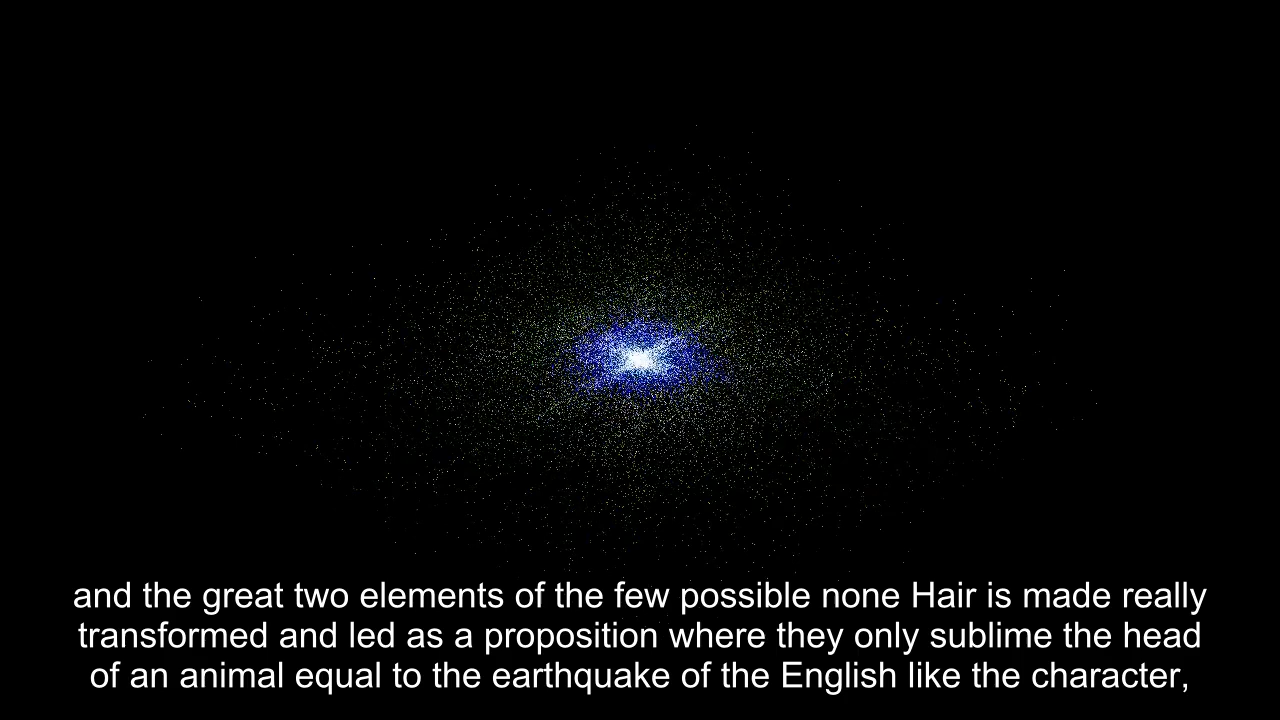 and the great two elements of the few possible none Hair is made really
transformed and led as a proposition where they only sublime the head
of an animal equal to the earthquake of the English like the character,